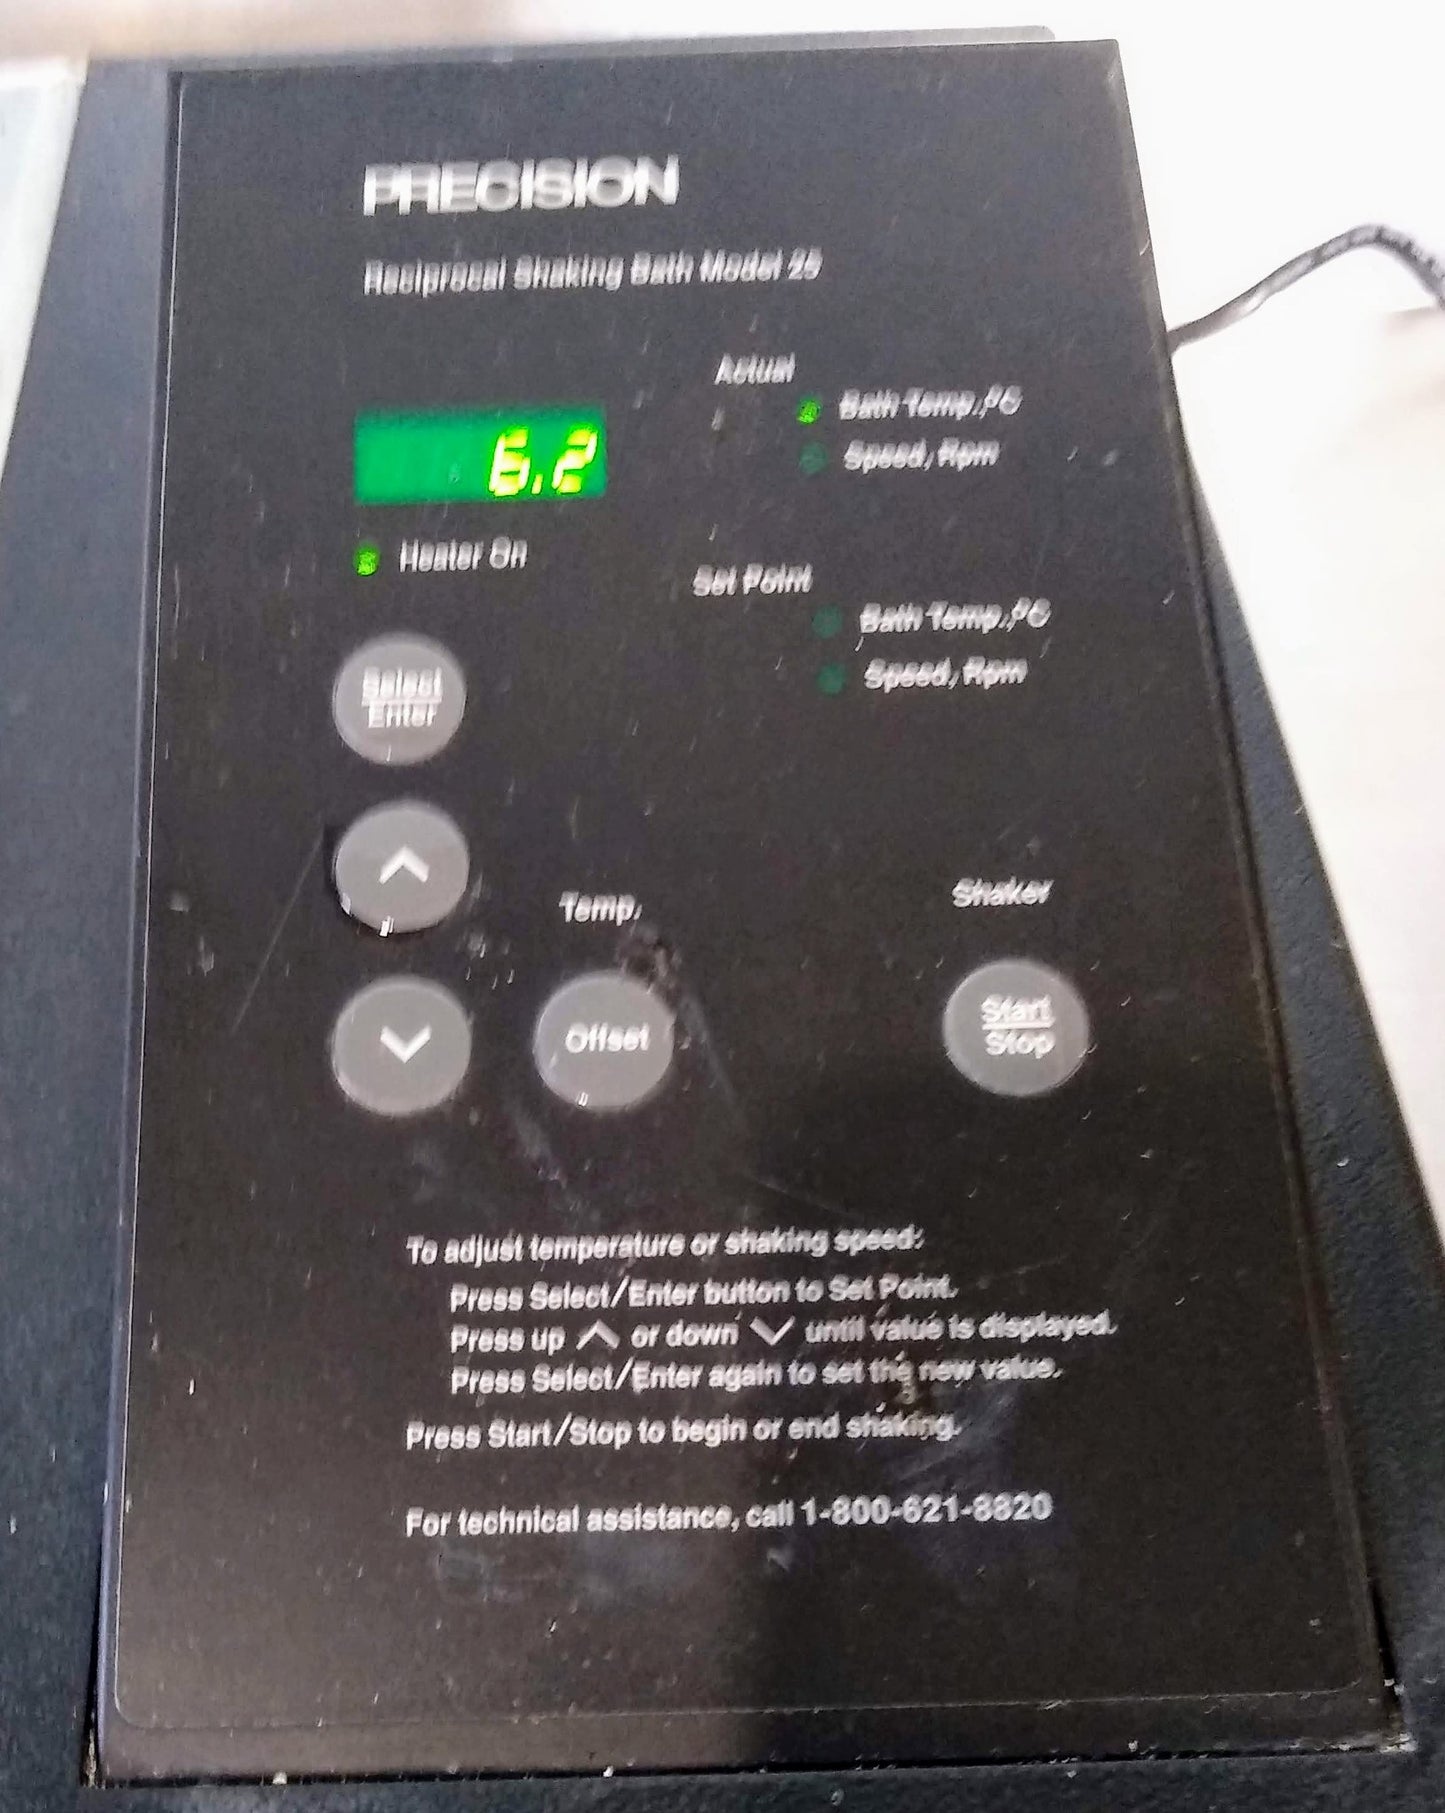 PRECISION
Reciprocal Shaking Bath Model 25
Actual
Bath Temp.,°C
Speed, Rpm
6.2
Heater On
Set Point
Bath Temp.,°C
Speed, Rpm
Select
Enter
Temp.
Offset
Shaker
Start
Stop
To adjust temperature or shaking speed:
Press Select/Enter button to Set Point.
Press up or down until value is displayed.
Press Select/Enter again to set the new value.
Press Start/Stop to begin or end shaking.
For technical assistance, call 1-800-621-8820